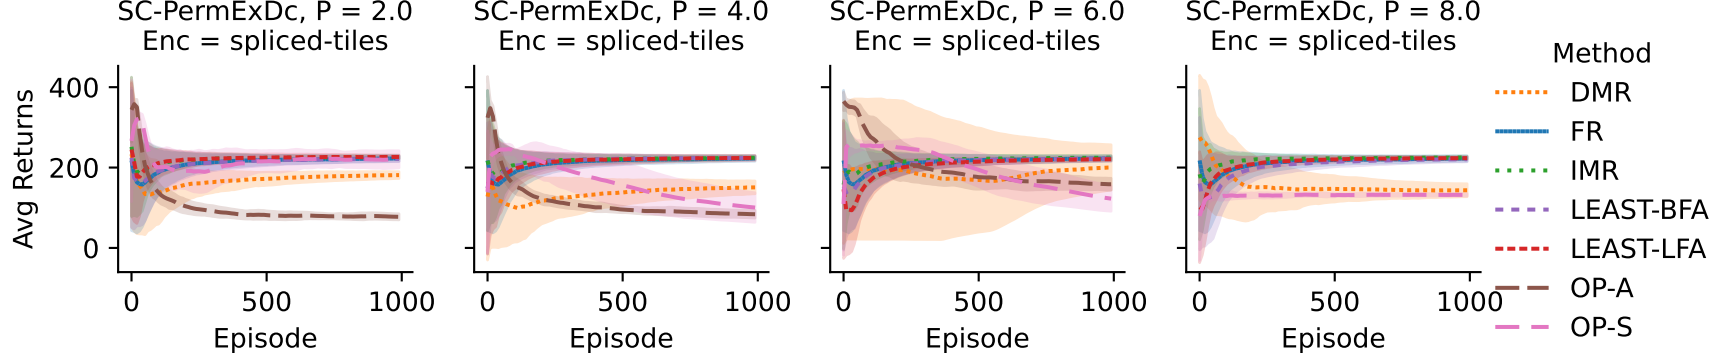 SC-PermExDc, P = 2.0
Enc = spliced-tiles
SC-PermExDc, P = 4.0
Enc = spliced-tiles
SC-PermExDc, P = 6.0
Enc = spliced-tiles
SC-PermExDc, P = 8.0
Enc = spliced-tiles
Avg Returns
400
200
0
0 500 1000
Episode
0 500 1000
Episode
0 500 1000
Episode
0 500 1000
Episode
Method
DMR
FR
IMR
LEAST-BFA
LEAST-LFA
OP-A
OP-S